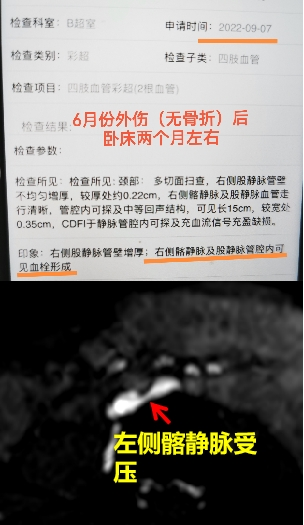 检查科室：B超室
申请时间：2022-09-07
检查类别：彩超
检查子类：四肢血管
检查项目：四肢血管彩超(2根血管)
6月份外伤（无骨折）后
卧床两个月左右
检查结果：
检查参数：
检查所见：检查所见：颈部： 多切面扫查，右侧股静脉管壁
不均匀增厚，较厚处约0.22cm，右侧髂静脉及股静脉血管走
行清晰，管腔内可探及中等回声结构，可见长15cm，较宽处
0.35cm，CDFI于静脉管腔内可探及充血流信号充盈缺损。
印象：右侧股静脉管壁增厚；右侧髂静脉及股静脉管腔内可
见血栓形成
左侧髂静脉受
压